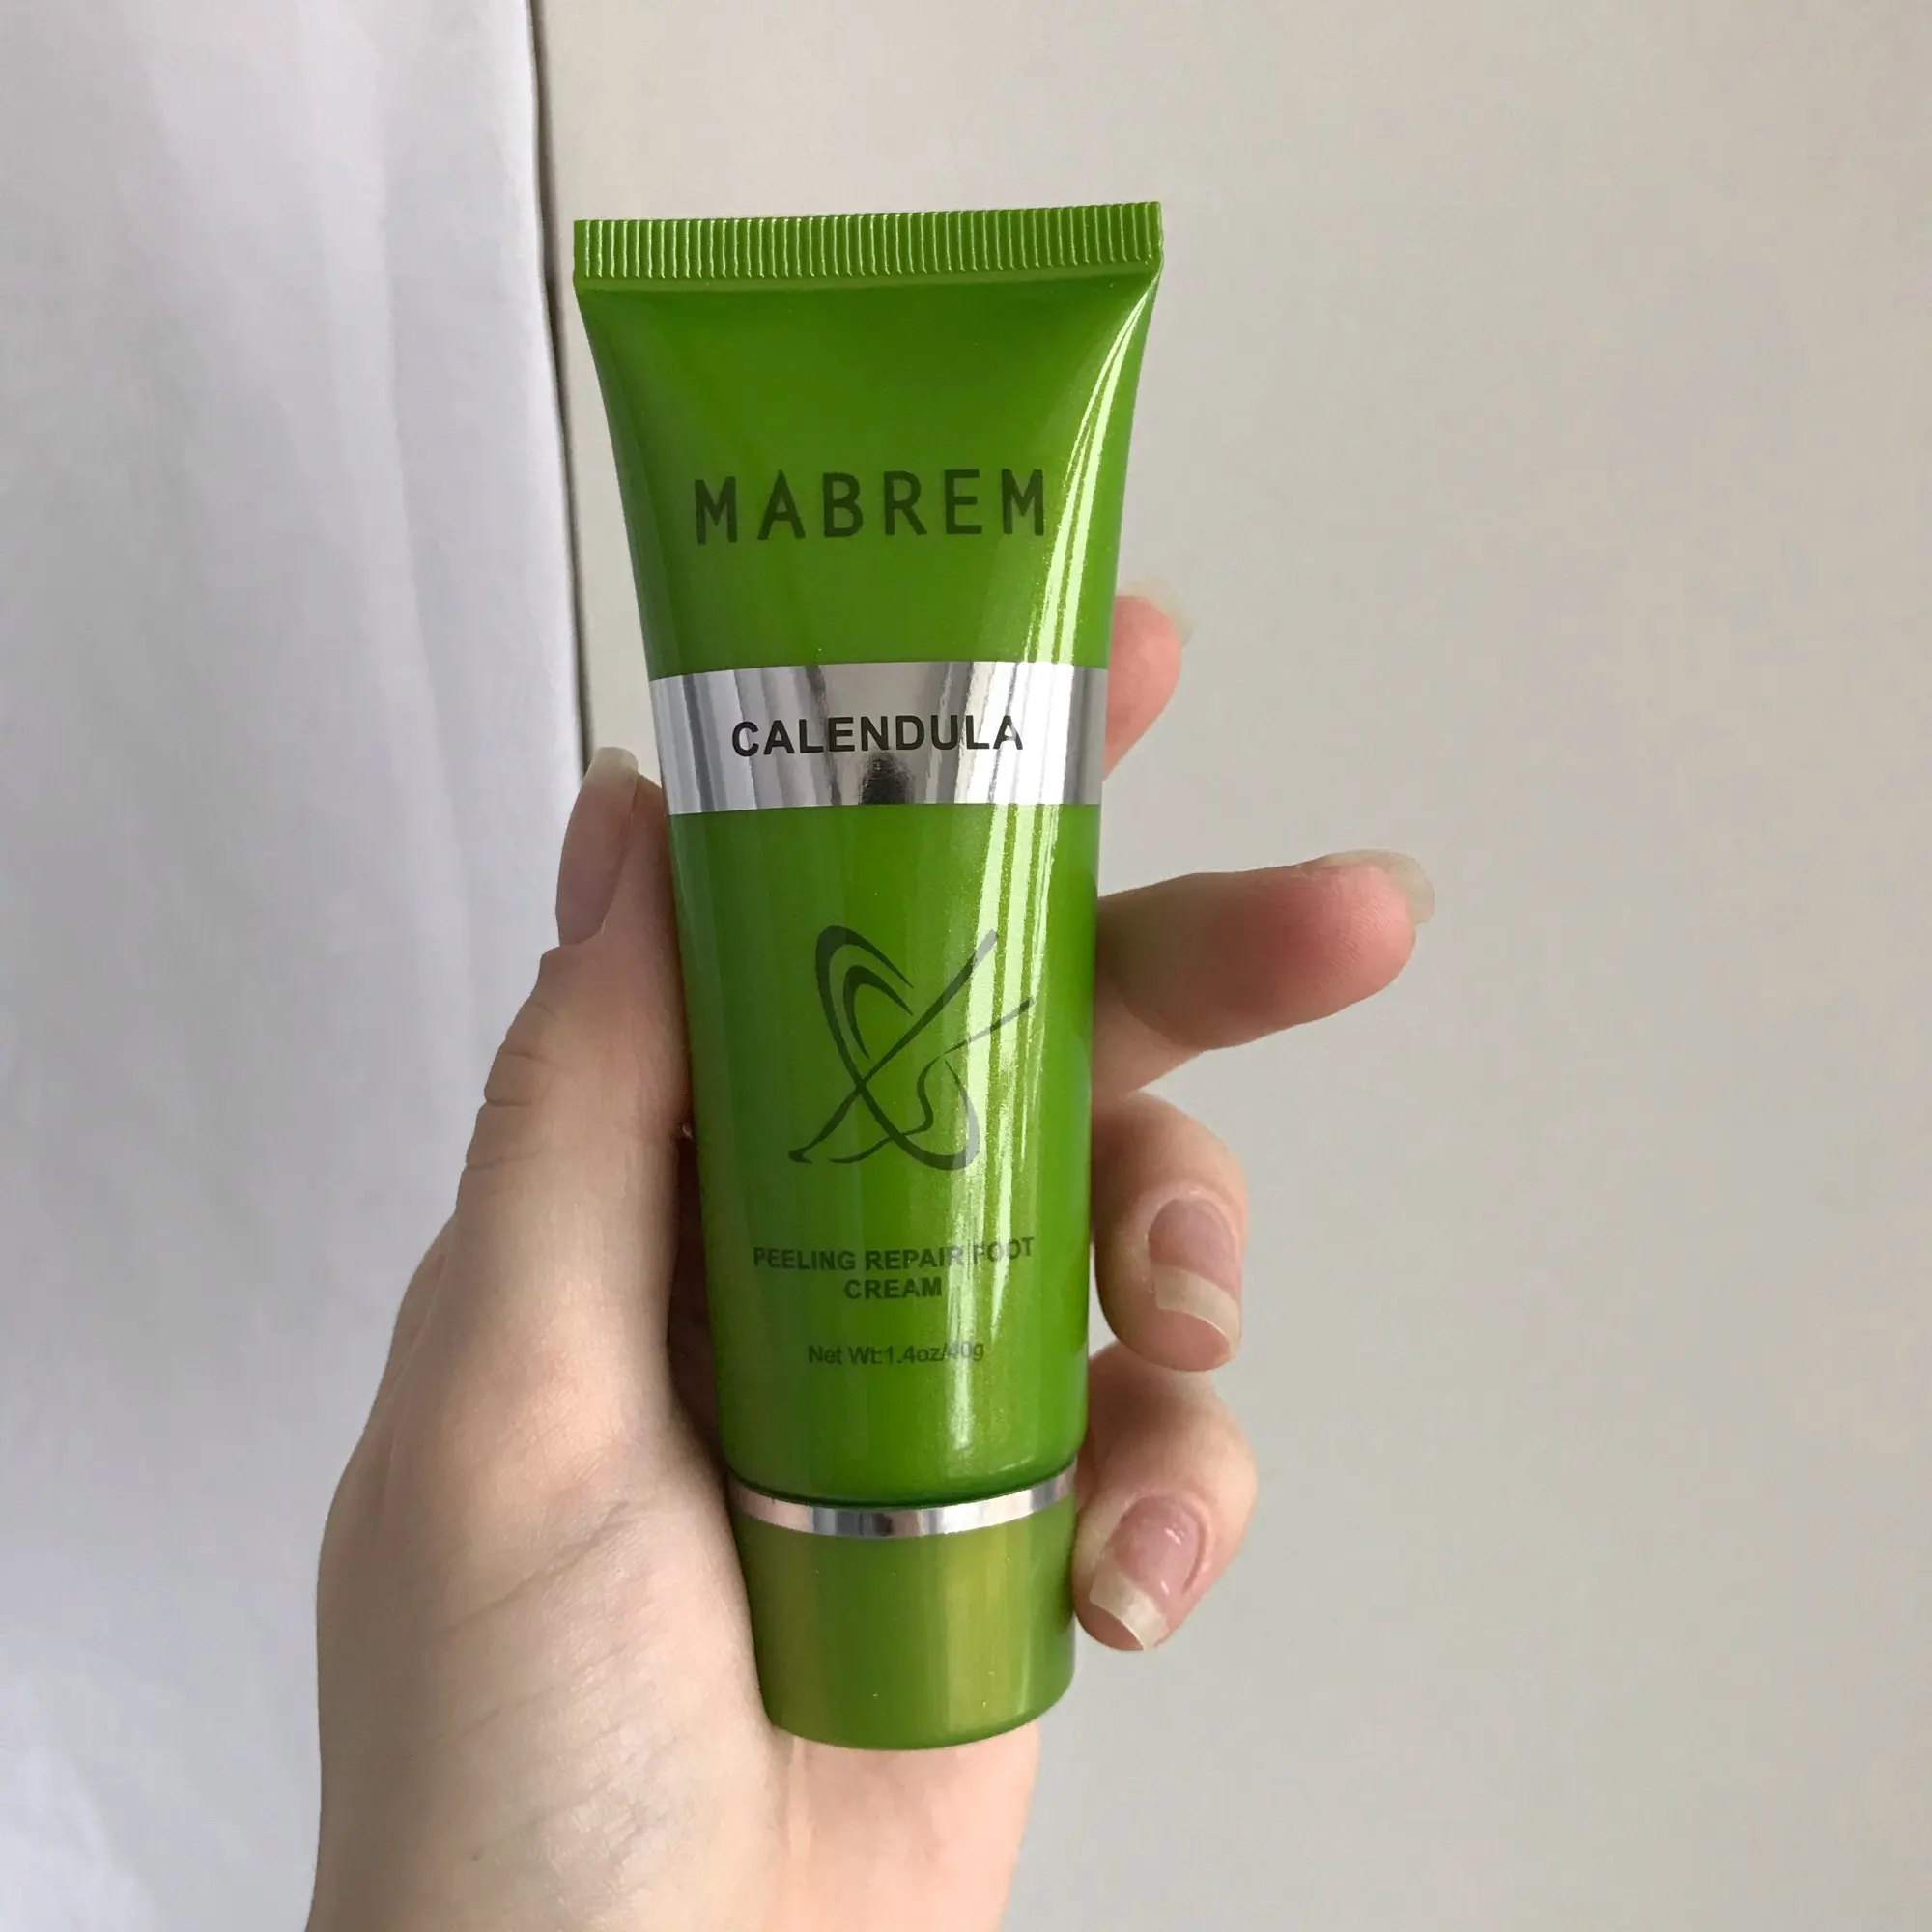 MABREM
CALENDULA
PEELING REPAIR FOOT
CREAM
Net Wt:1.4oz/40g